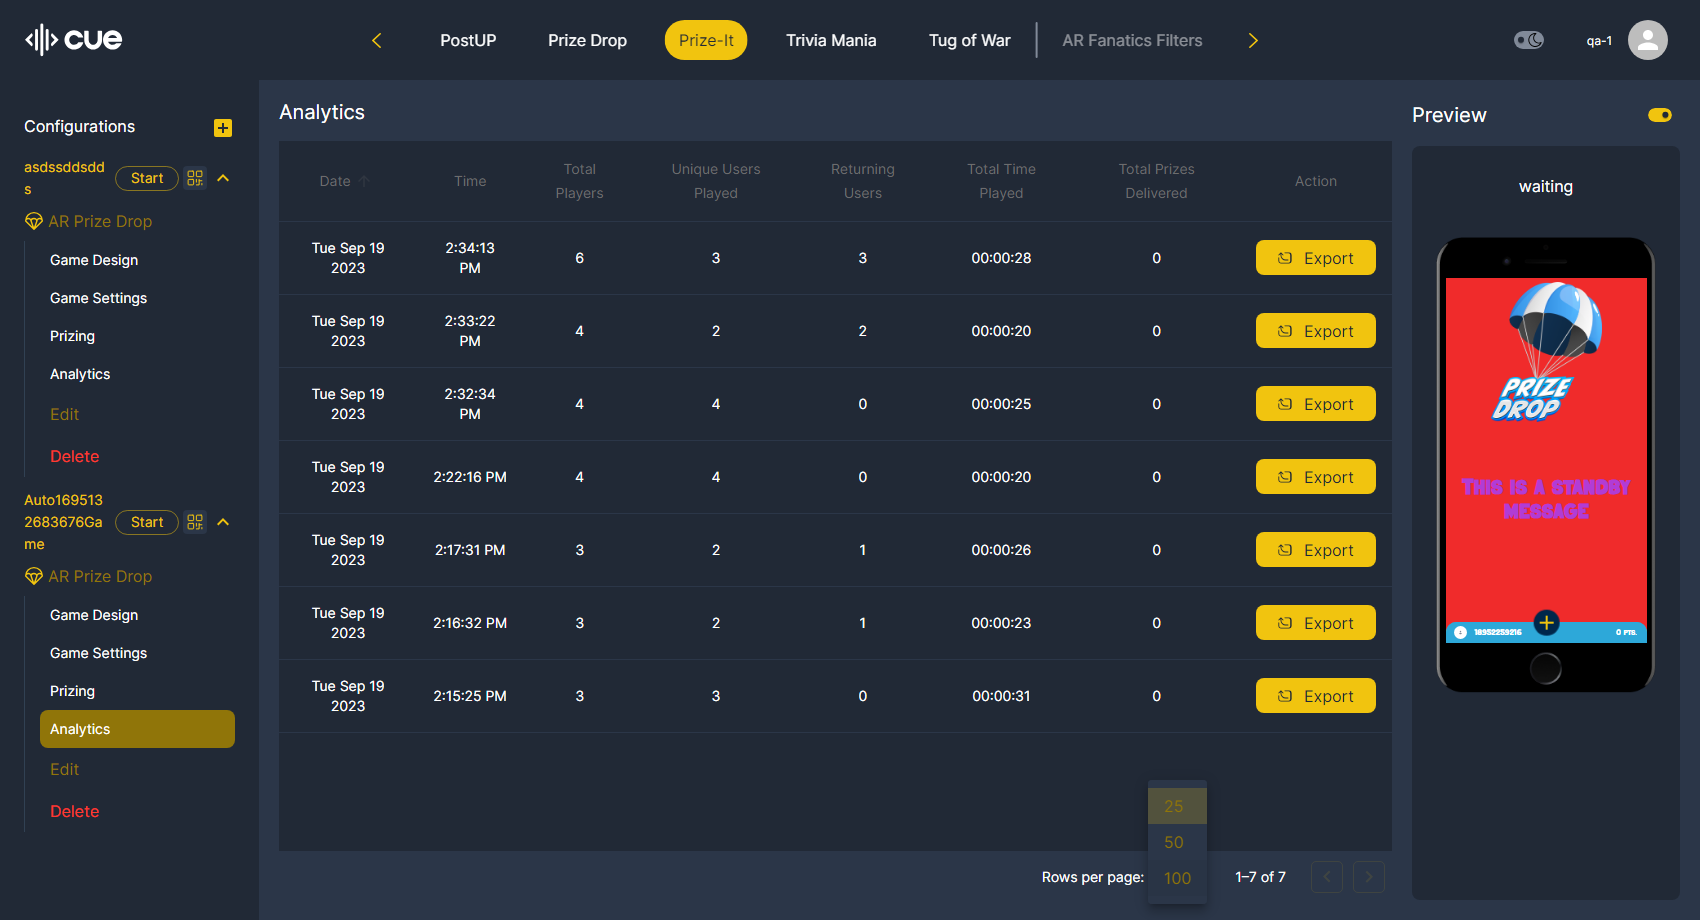 cue
PostUP
Prize Drop
Prize-It
Trivia Mania
Tug of War
AR Fanatics Filters
qa-1
Configurations
asdssddsdd
s
Start
AR Prize Drop
Game Design
Game Settings
Prizing
Analytics
Edit
Delete
Auto169513
2683676Ga
me
Start
AR Prize Drop
Game Design
Game Settings
Prizing
Analytics
Edit
Delete
Analytics
Date
Time
Total
Players
Unique Users
Played
Returning
Users
Total Time
Played
Total Prizes
Delivered
Action
Tue Sep 19
2023
2:34:13
PM
6
3
3
00:00:28
0
Export
Tue Sep 19
2023
2:33:22
PM
4
2
2
00:00:20
0
Export
Tue Sep 19
2023
2:32:34
PM
4
4
0
00:00:25
0
Export
Tue Sep 19
2023
2:22:16 PM
4
4
0
00:00:20
0
Export
Tue Sep 19
2023
2:17:31 PM
3
2
1
00:00:26
0
Export
Tue Sep 19
2023
2:16:32 PM
3
2
1
00:00:23
0
Export
Tue Sep 19
2023
2:15:25 PM
3
3
0
00:00:31
0
Export
25
50
100
Rows per page:
1–7 of 7
Preview
waiting
PRIZE
DROP
THIS IS A STANDBY
MESSAGE
18952259216
0 PTS.